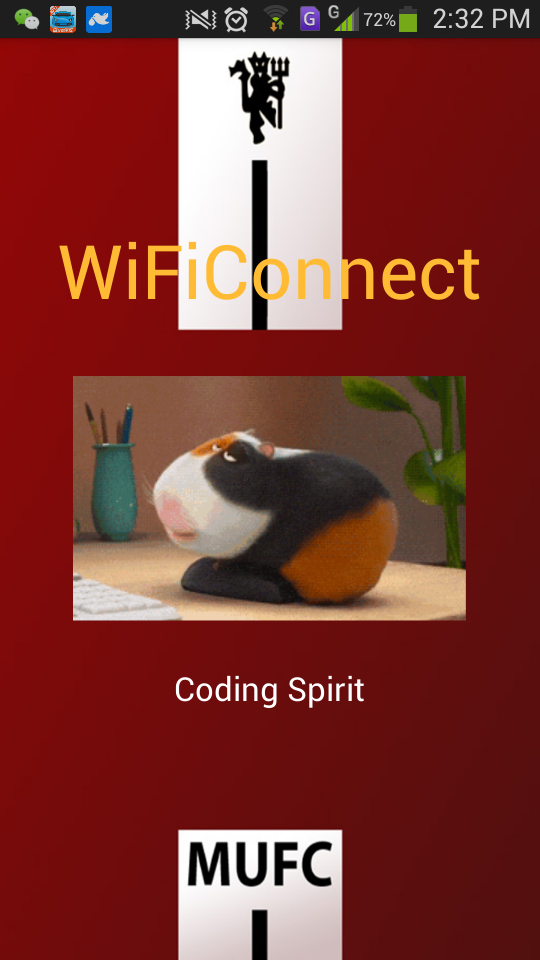 G
G
72%
2:32 PM
WiFiConnect
Coding Spirit
MUFC